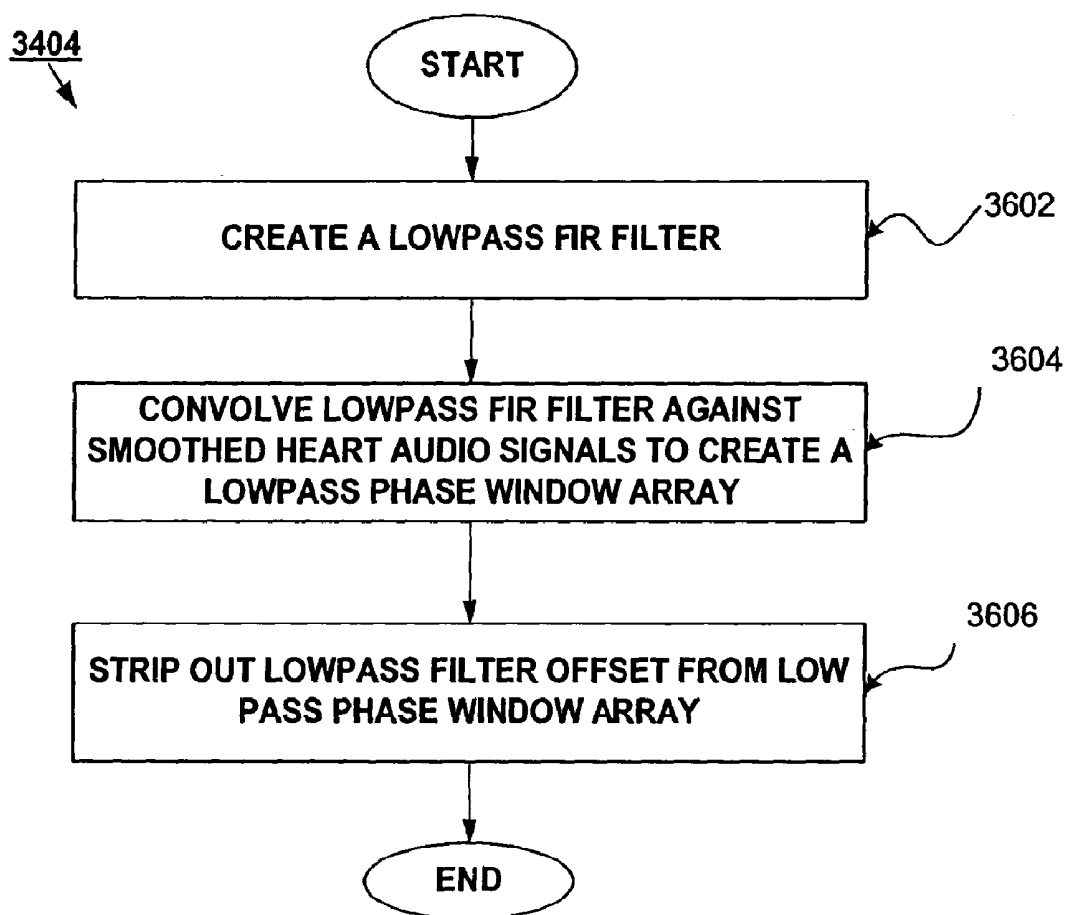 3404
START
CREATE A LOWPASS FIR FILTER
3602
CONVOLVE LOWPASS FIR FILTER AGAINST
SMOOTHED HEART AUDIO SIGNALS TO CREATE A
LOWPASS PHASE WINDOW ARRAY
3604
STRIP OUT LOWPASS FILTER OFFSET FROM LOW
PASS PHASE WINDOW ARRAY
3606
END